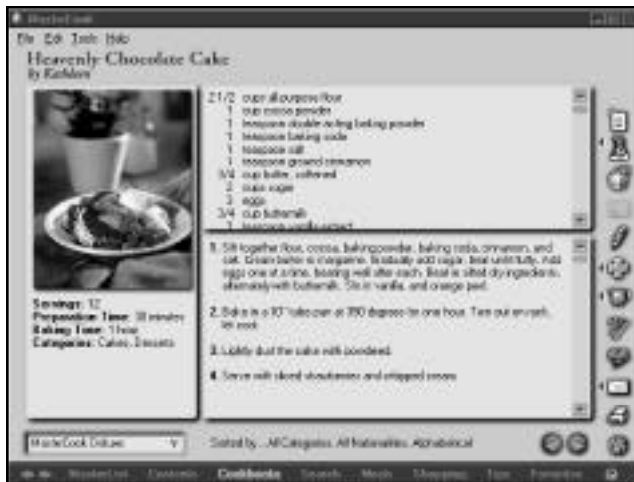 MasterCook
File Edit Tools Help
Heavenly Chocolate Cake
by Kathleen
2 1/2 cups all purpose flour
1 cup cocoa powder
1 teaspoon double acting baking powder
1 teaspoon baking soda
1 teaspoon salt
1 teaspoon ground cinnamon
3/4 cup butter, softened
2 cups sugar
3 eggs
3/4 cup buttermilk
1 teaspoon vanilla extract
1. Sift together flour, cocoa, baking powder, baking soda, cinnamon, and
salt. Cream butter or margarine. Gradually add sugar, beat until fluffy. Add
eggs one at a time, beating well after each. Beat in sifted dry ingredients,
alternately with buttermilk. Stir in vanilla, and orange peel.
2. Bake in a 10" tube pan at 350 degrees for one hour. Turn out on rack,
let cool.
3. Lightly dust the cake with powdered.
4. Serve with sliced strawberries and whipped cream
Servings: 12
Preparation Time: 30 minutes
Baking Time: 1 hour
Categories: Cakes, Desserts
MasterCook Deluxe
Sorted by... All Categories, All Nationalities, Alphabetical
Contents Cookbooks Search Meals Shopping Tips Favorites